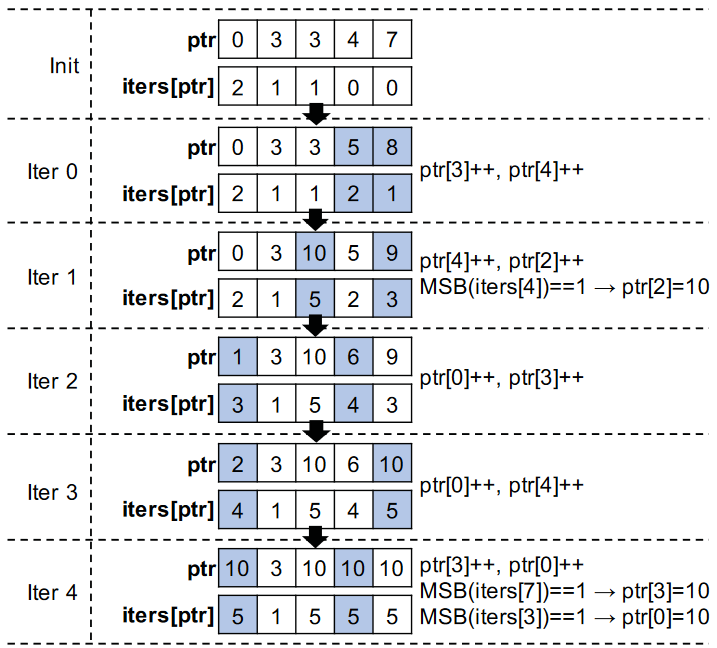 Init
ptr 0 3 3 4 7
iters[ptr] 2 1 1 0 0
Iter 0
ptr 0 3 3 5 8
iters[ptr] 2 1 1 2 1
ptr[3]++, ptr[4]++
Iter 1
ptr 0 3 10 5 9
iters[ptr] 2 1 5 2 3
ptr[4]++, ptr[2]++
MSB(iters[4])==1 → ptr[2]=10
Iter 2
ptr 1 3 10 6 9
iters[ptr] 3 1 5 4 3
ptr[0]++, ptr[3]++
Iter 3
ptr 2 3 10 6 10
iters[ptr] 4 1 5 4 5
ptr[0]++, ptr[4]++
Iter 4
ptr 10 3 10 10 10
iters[ptr] 5 1 5 5 5
ptr[3]++, ptr[0]++
MSB(iters[7])==1 → ptr[3]=10
MSB(iters[3])==1 → ptr[0]=10